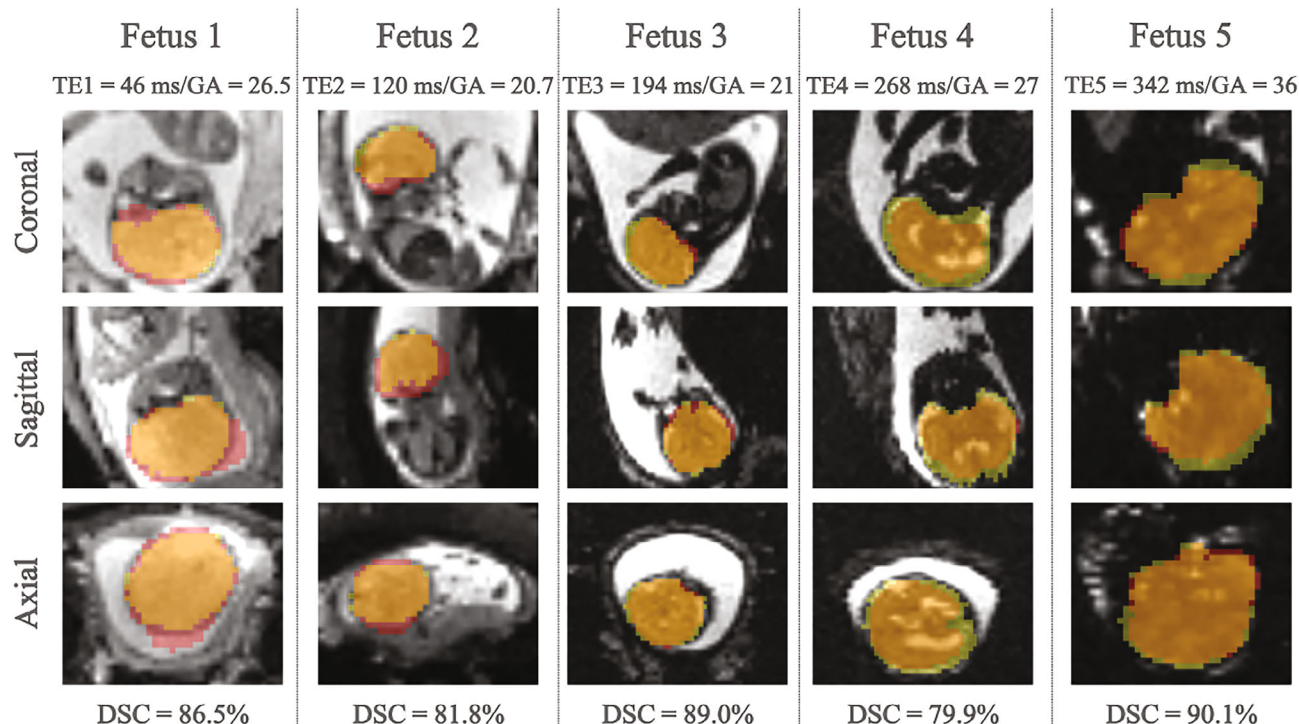 Fetus 1 Fetus 2 Fetus 3 Fetus 4 Fetus 5
TE1 = 46 ms/GA = 26.5 TE2 = 120 ms/GA = 20.7 TE3 = 194 ms/GA = 21 TE4 = 268 ms/GA = 27 TE5 = 342 ms/GA = 36
Coronal
Sagittal
Axial
DSC = 86.5% DSC = 81.8% DSC = 89.0% DSC = 79.9% DSC = 90.1%